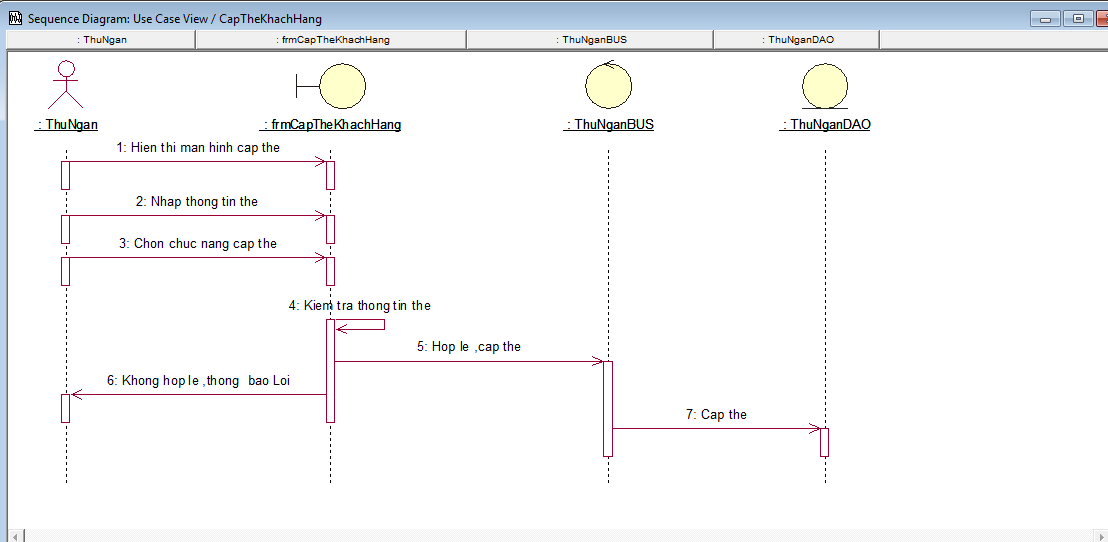 Sequence Diagram: Use Case View / CapTheKhachHang
: ThuNgan
: frmCapTheKhachHang
: ThuNganBUS
: ThuNganDAO
: ThuNgan
: frmCapTheKhachHang
: ThuNganBUS
: ThuNganDAO
1: Hien thi man hinh cap the
2: Nhap thong tin the
3: Chon chuc nang cap the
4: Kiem tra thong tin the
5: Hop le ,cap the
6: Khong hop le ,thong bao Loi
7: Cap the